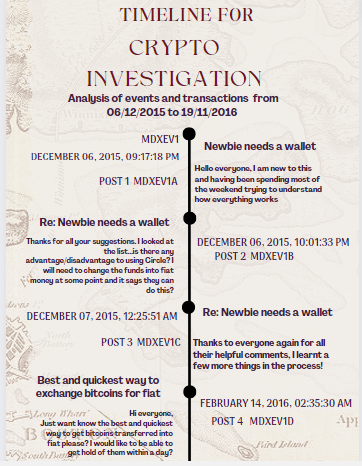 TIMELINE FOR
CRYPTO
INVESTIGATION
Analysis of events and transactions from
06/12/2015 to 19/11/2016
MDXEV1
DECEMBER 06, 2015, 09:17:18 PM
POST 1 MDXEV1A
Newbie needs a wallet
Hello everyone, I am new to this
and having been spending most of
the weekend trying to understand
how everything works
Re: Newbie needs a wallet
Thanks for all your suggestions. I looked at
the list...is there any
advantage/disadvantage to using Circle? I
will need to change the funds into fiat
money at some point and it says they can
do this?
DECEMBER 06, 2015, 10:01:33 PM
POST 2 MDXEV1B
DECEMBER 07, 2015, 12:25:51 AM
POST 3 MDXEV1C
Re: Newbie needs a wallet
Thanks to everyone again for all
their helpful comments, I learnt a
few more things in the process!
Best and quickest way to
exchange bitcoins for fiat
Hi everyone,
Just want know the best and quickest
way to get bitcoins transferred into
fiat please? I would like to be able to
get hold of them within a day?
FEBRUARY 14, 2016, 02:35:30 AM
POST 4 MDXEV1D
Long Whar
Bird Island
South